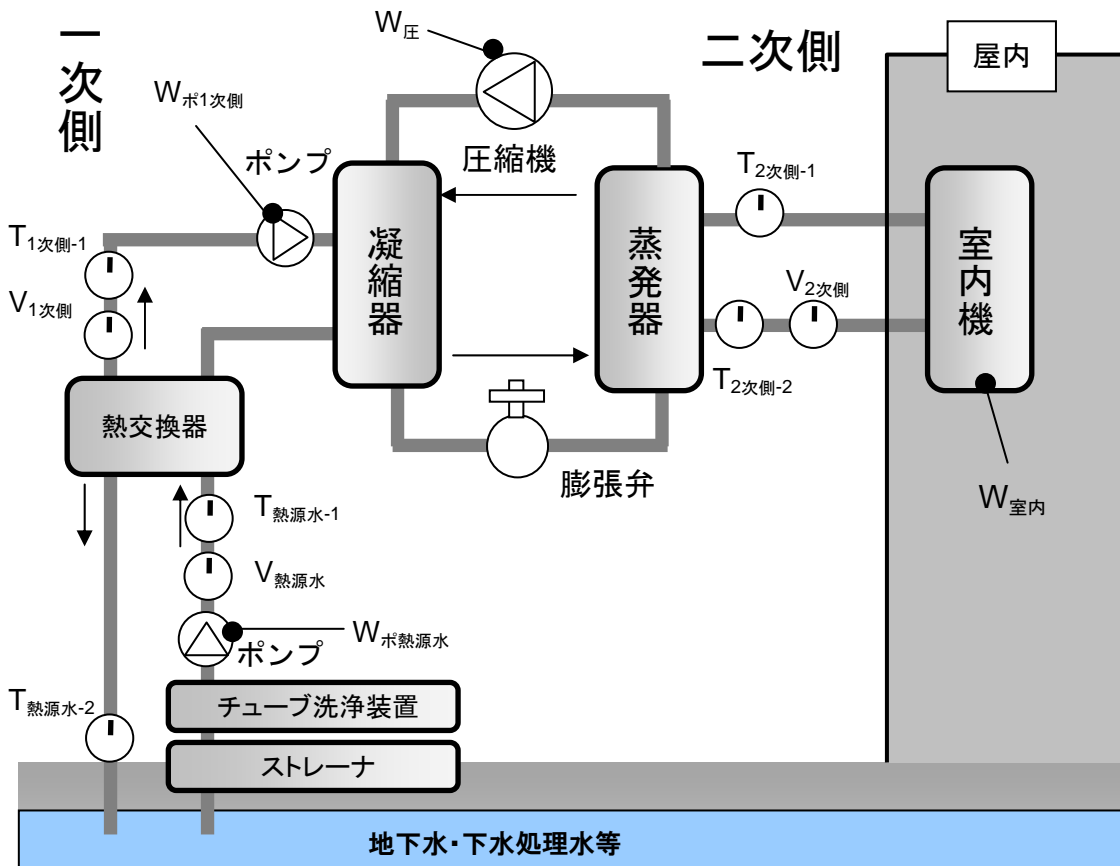 一次側
W圧
二次側
屋内
Wポ1次側
ポンプ
圧縮機
T2次側-1
T1次側-1
凝縮器
蒸発器
室内機
V1次側
V2次側
T2次側-2
熱交換器
膨張弁
W室内
T熱源水-1
V熱源水
Wポ熱源水
ポンプ
T熱源水-2
チューブ洗浄装置
ストレーナ
地下水・下水処理水等